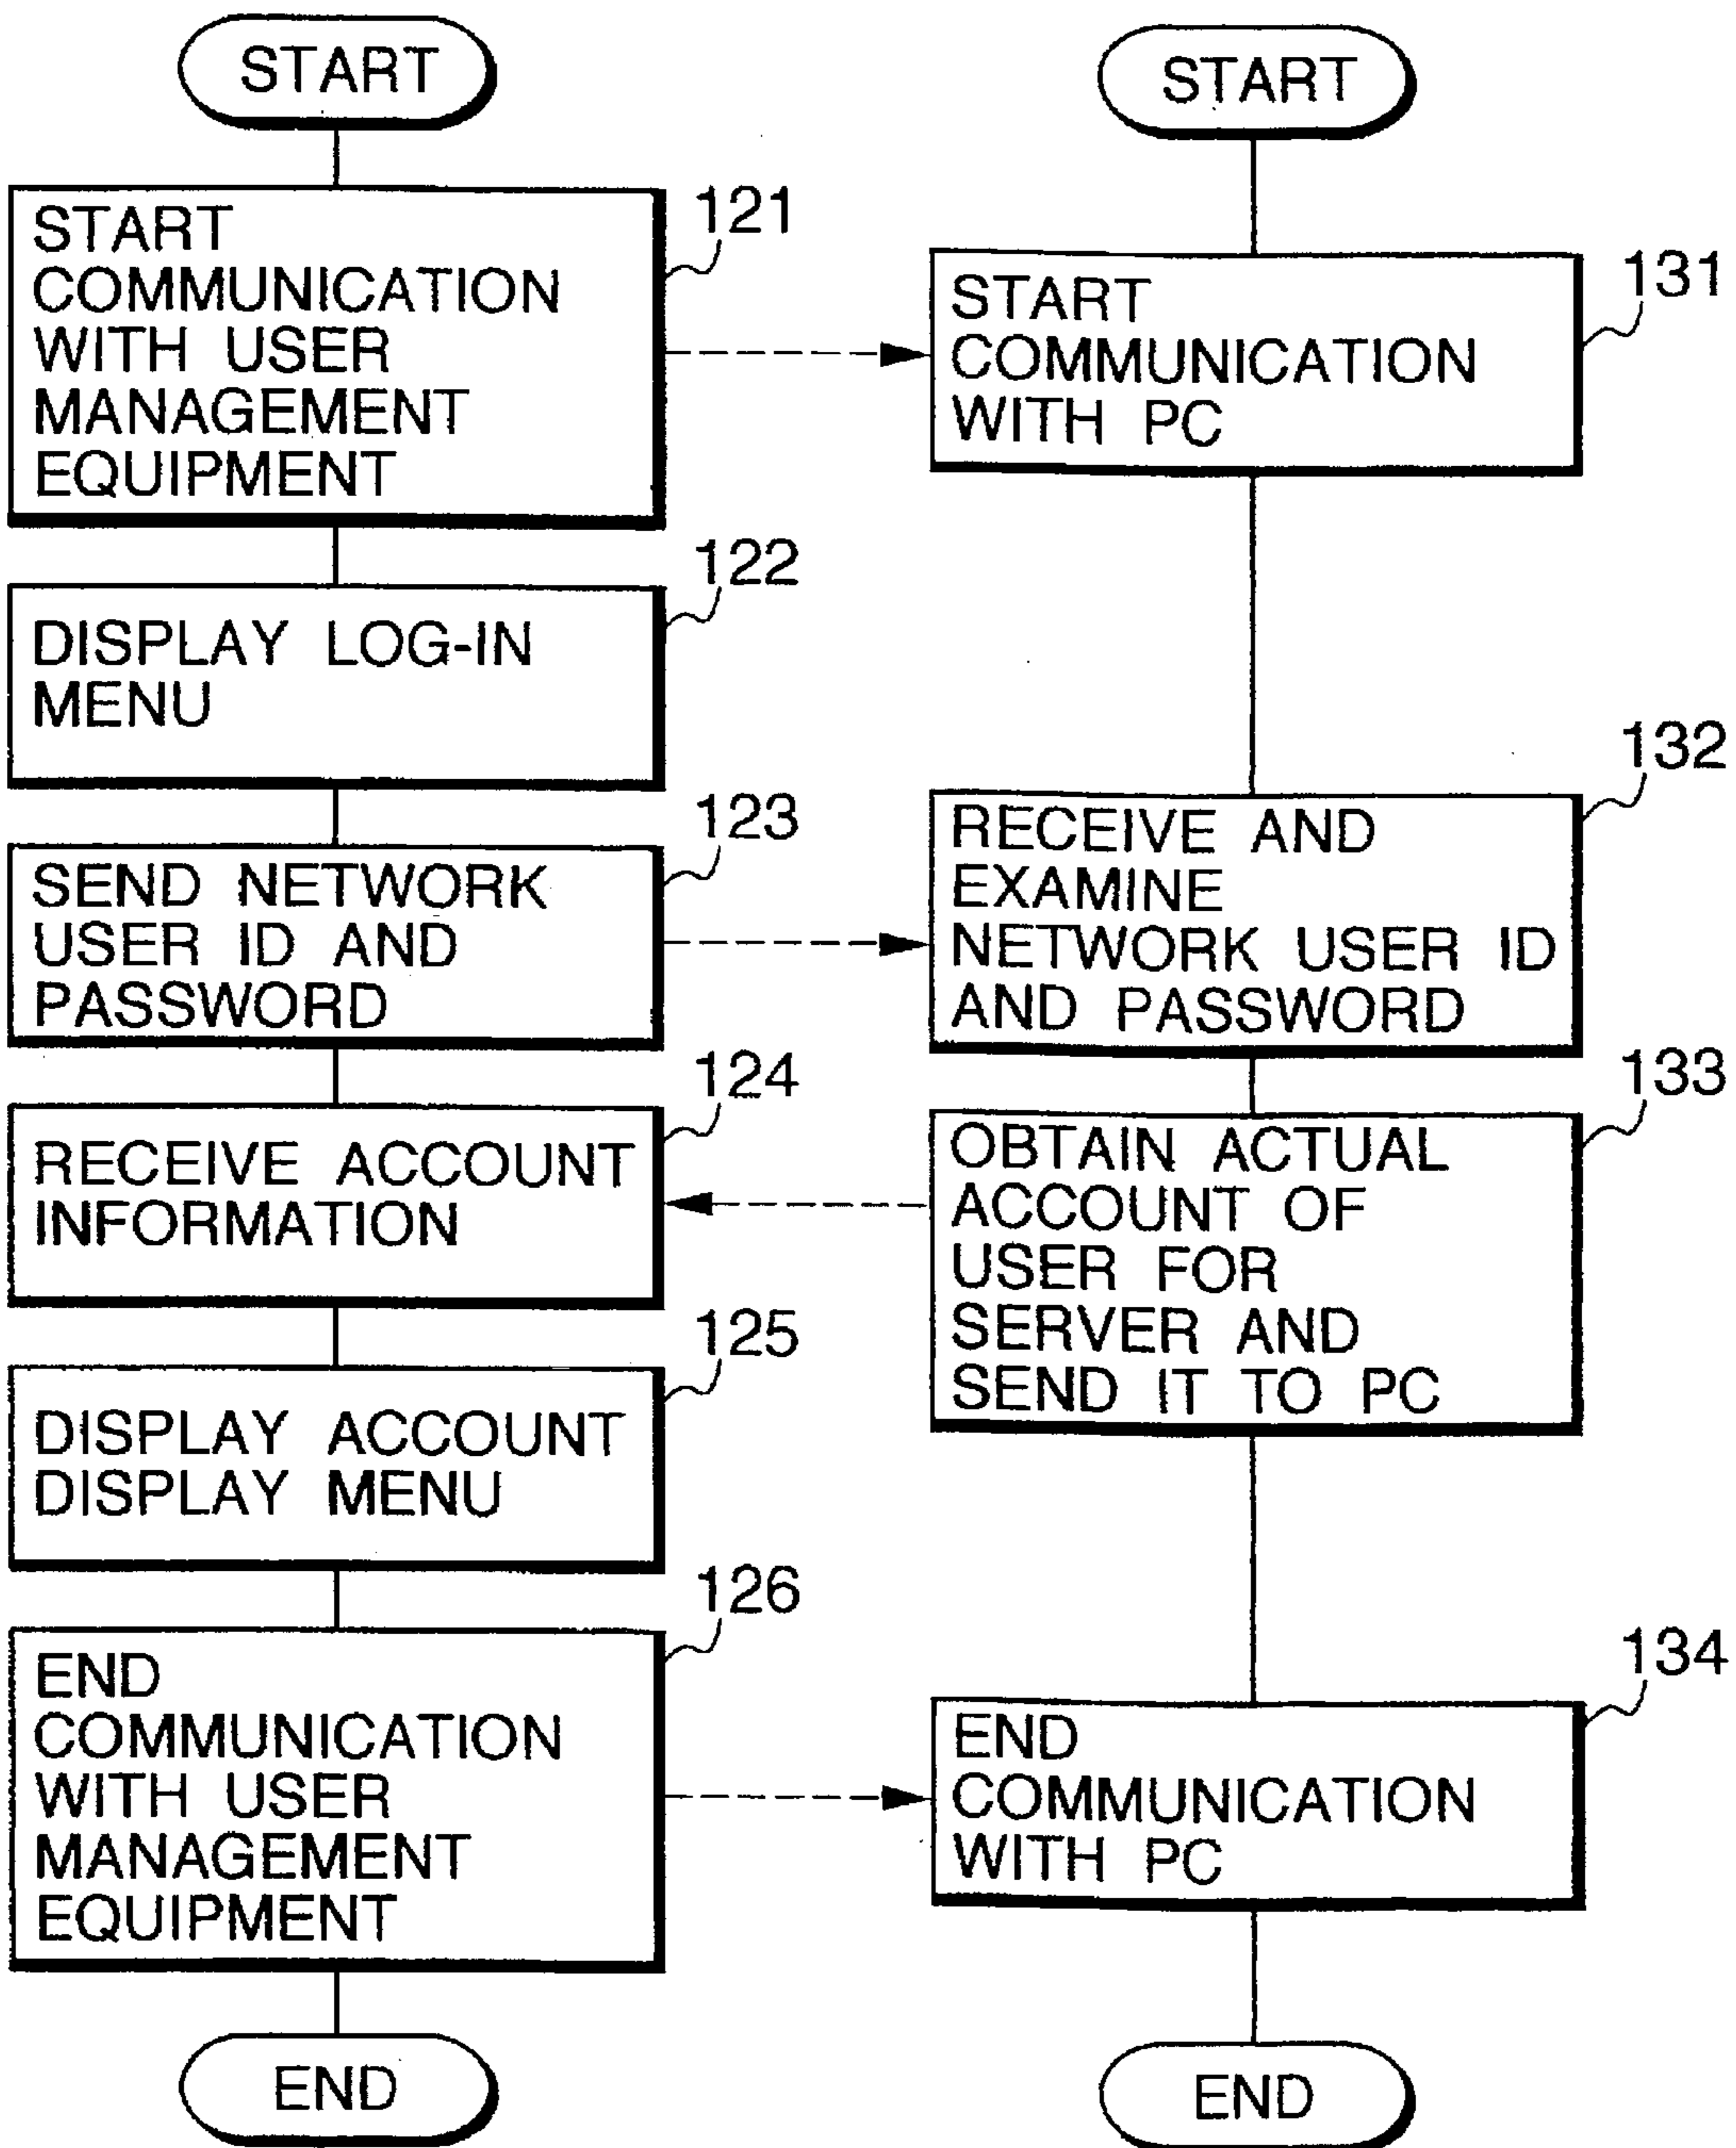 START
121
START
COMMUNICATION
WITH USER
MANAGEMENT
EQUIPMENT
122
DISPLAY LOG-IN
MENU
123
SEND NETWORK
USER ID AND
PASSWORD
124
RECEIVE ACCOUNT
INFORMATION
125
DISPLAY ACCOUNT
DISPLAY MENU
126
END
COMMUNICATION
WITH USER
MANAGEMENT
EQUIPMENT
END
START
131
START
COMMUNICATION
WITH PC
132
RECEIVE AND
EXAMINE
NETWORK USER ID
AND PASSWORD
133
OBTAIN ACTUAL
ACCOUNT OF
USER FOR
SERVER AND
SEND IT TO PC
134
END
COMMUNICATION
WITH PC
END